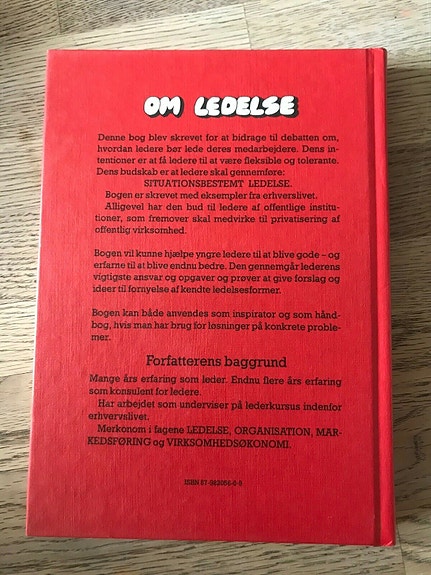 OM LEDELSE
Denne bog blev skrevet for at bidrage til debatten om,
hvordan ledere bør lede deres medarbejdere. Dens in-
tentioner er at få ledere til at være fleksible og tolerante.
Dens budskab er at ledere skal gennemføre:
SITUATIONSBESTEMT LEDELSE.
Bogen er skrevet med eksempler fra erhverslivet.
Alligevel har den bud til ledere af offentlige institu-
tioner, som fremover skal medvirke til privatisering af
offentlig virksomhed.
Bogen vil kunne hjælpe yngre ledere til at blive gode – og
erfarne til at blive endnu bedre. Den gennemgår lederens
vigtigste ansvar og opgaver og prøver at give forslag og
ideer til fornyelse af kendte ledelsesformer.
Bogen kan både anvendes som inspirator og som hånd-
bog, hvis man har brug for løsninger på konkrete proble-
mer.
Forfatterens baggrund
Mange års erfaring som leder. Endnu flere års erfaring
som konsulent for ledere.
Har arbejdet som underviser på lederkursus indenfor
erhvervslivet.
Merkonom i fagene LEDELSE, ORGANISATION, MAR-
KEDSFØRING og VIRKSOMHEDSØKONOMI.
ISBN